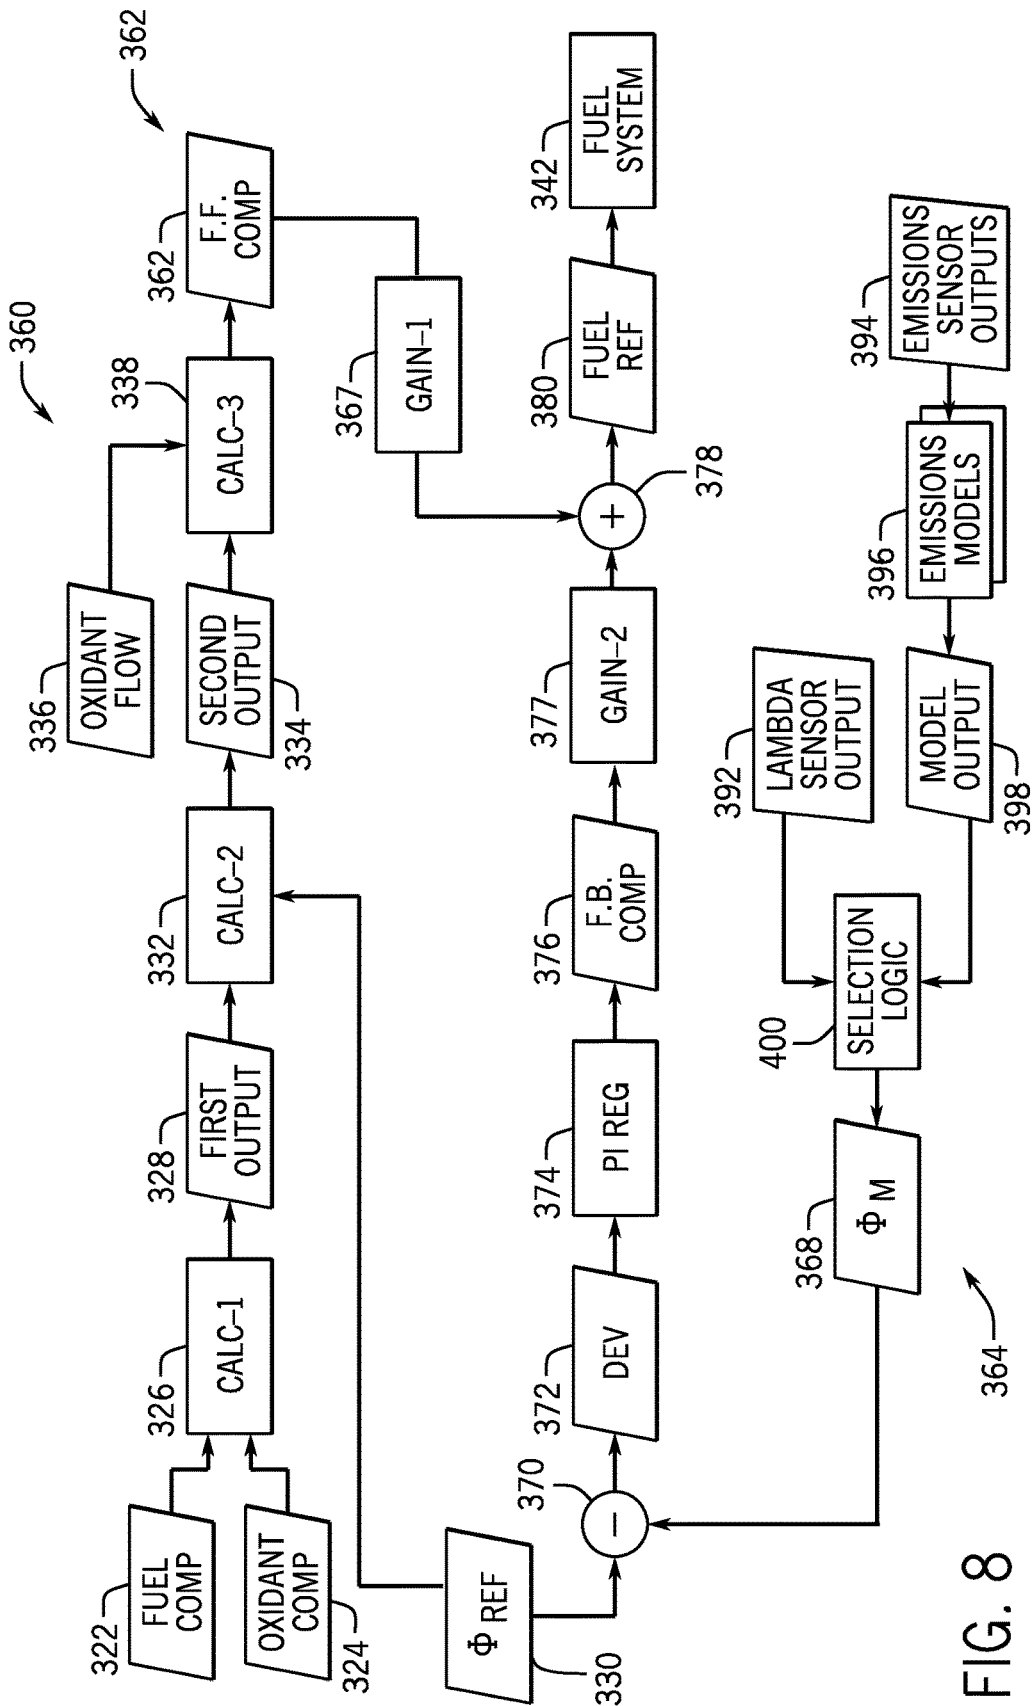 360
362
336
OXIDANT
FLOW
338
362
322
FUEL
COMP
324
OXIDANT
COMP
326
CALC-1
328
FIRST
OUTPUT
332
CALC-2
334
SECOND
OUTPUT
CALC-3
F.F.
COMP
367
GAIN-1
330
Φ REF
370
−
372
DEV
374
PI REG
376
F.B.
COMP
377
GAIN-2
378
+
380
FUEL
REF
342
FUEL
SYSTEM
364
368
Φ M
400
SELECTION
LOGIC
392
LAMBDA
SENSOR
OUTPUT
398
MODEL
OUTPUT
396
EMISSIONS
MODELS
394
EMISSIONS
SENSOR
OUTPUTS
FIG. 8